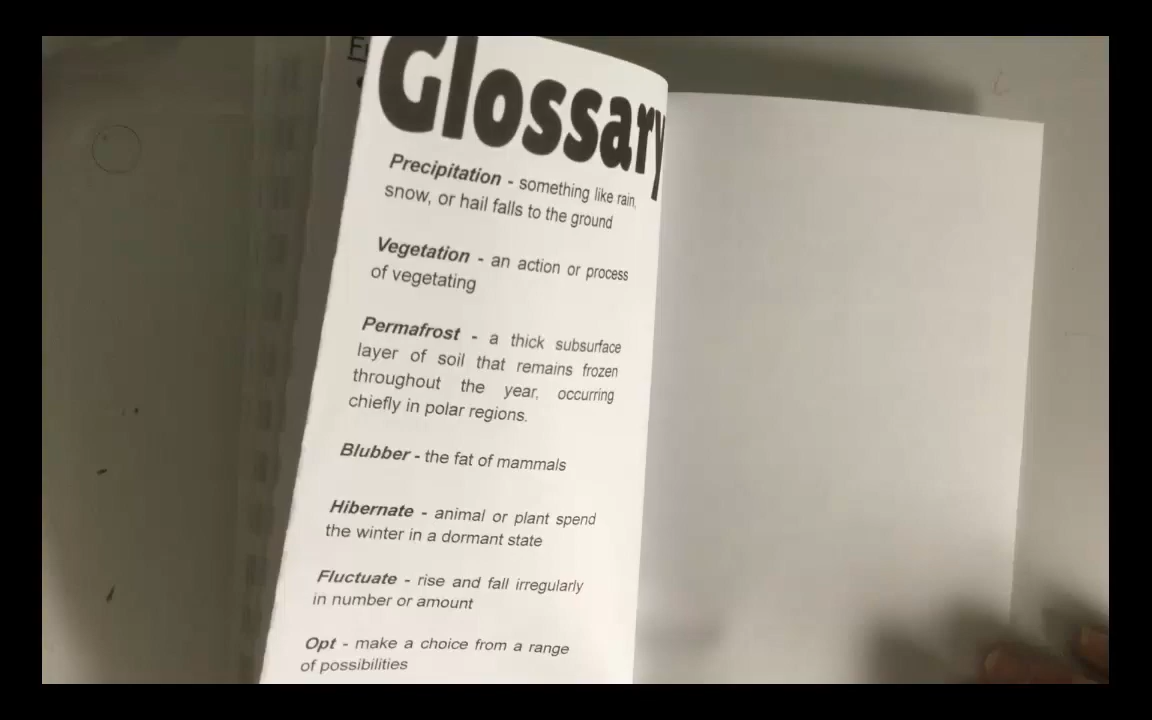 Glossary
Precipitation - something like rain,
snow, or hail falls to the ground
Vegetation - an action or process
of vegetating
Permafrost - a thick subsurface
layer of soil that remains frozen
throughout the year, occurring
chiefly in polar regions.
Blubber - the fat of mammals
Hibernate - animal or plant spend
the winter in a dormant state
Fluctuate - rise and fall irregularly
in number or amount
Opt - make a choice from a range
of possibilities